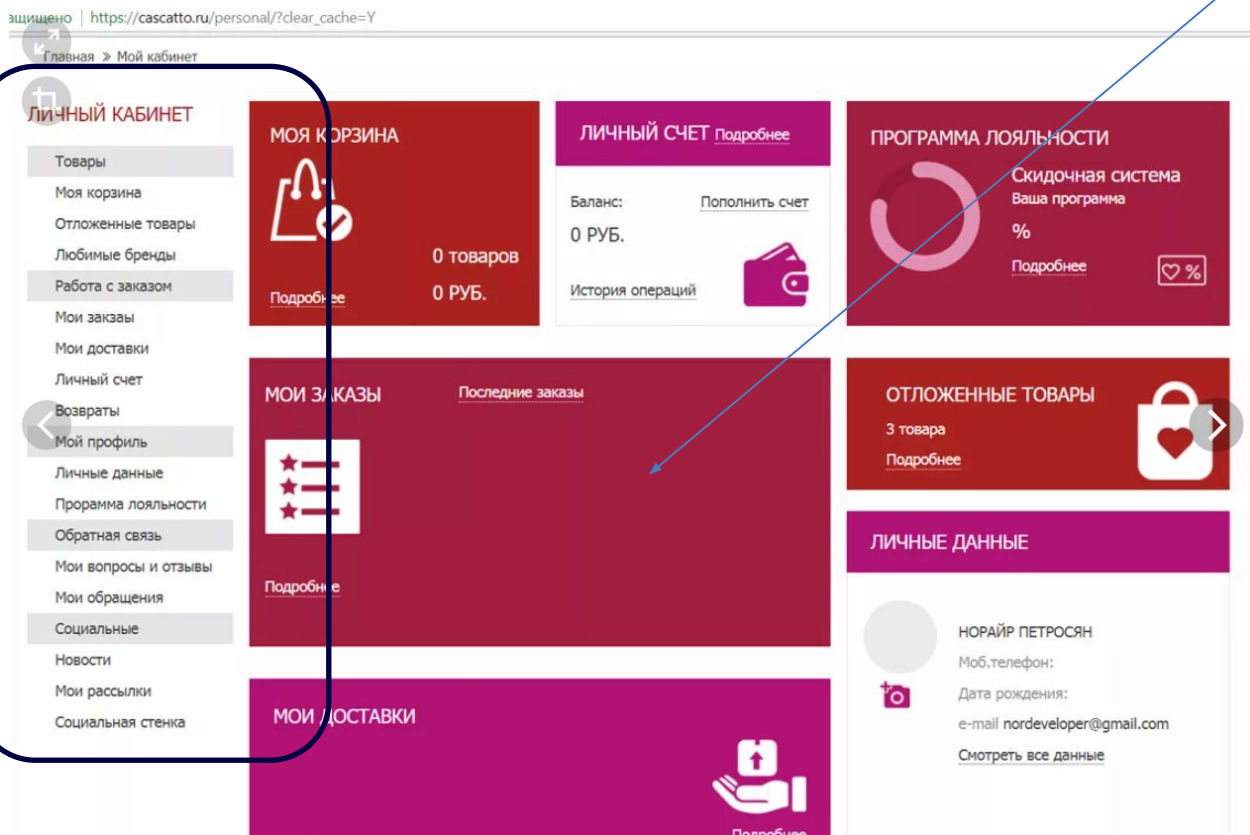 ащищено | https://cascatto.ru/personal/?clear_cache=Y
Главная » Мой кабинет
ЛИЧНЫЙ КАБИНЕТ
Товары
Моя корзина
Отложенные товары
Любимые бренды
Работа с заказом
Мои закзаы
Мои доставки
Личный счет
Возвраты
Мой профиль
Личные данные
Прорамма лояльности
Обратная связь
Мои вопросы и отзывы
Мои обращения
Социальные
Новости
Мои рассылки
Социальная стенка
МОЯ КОРЗИНА
0 товаров
Подробнее
0 РУБ.
ЛИЧНЫЙ СЧЕТ Подробнее
Баланс:
Пополнить счет
0 РУБ.
История операций
ПРОГРАММА ЛОЯЛЬНОСТИ
Скидочная система
Ваша программа
%
Подробнее
%
МОИ ЗАКАЗЫ
Последние заказы
Подробнее
ОТЛОЖЕННЫЕ ТОВАРЫ
3 товара
Подробнее
МОИ ДОСТАВКИ
Подробнее
ЛИЧНЫЕ ДАННЫЕ
НОРАЙР ПЕТРОСЯН
Моб.телефон:
Дата рождения:
e-mail nordeveloper@gmail.com
Смотреть все данные